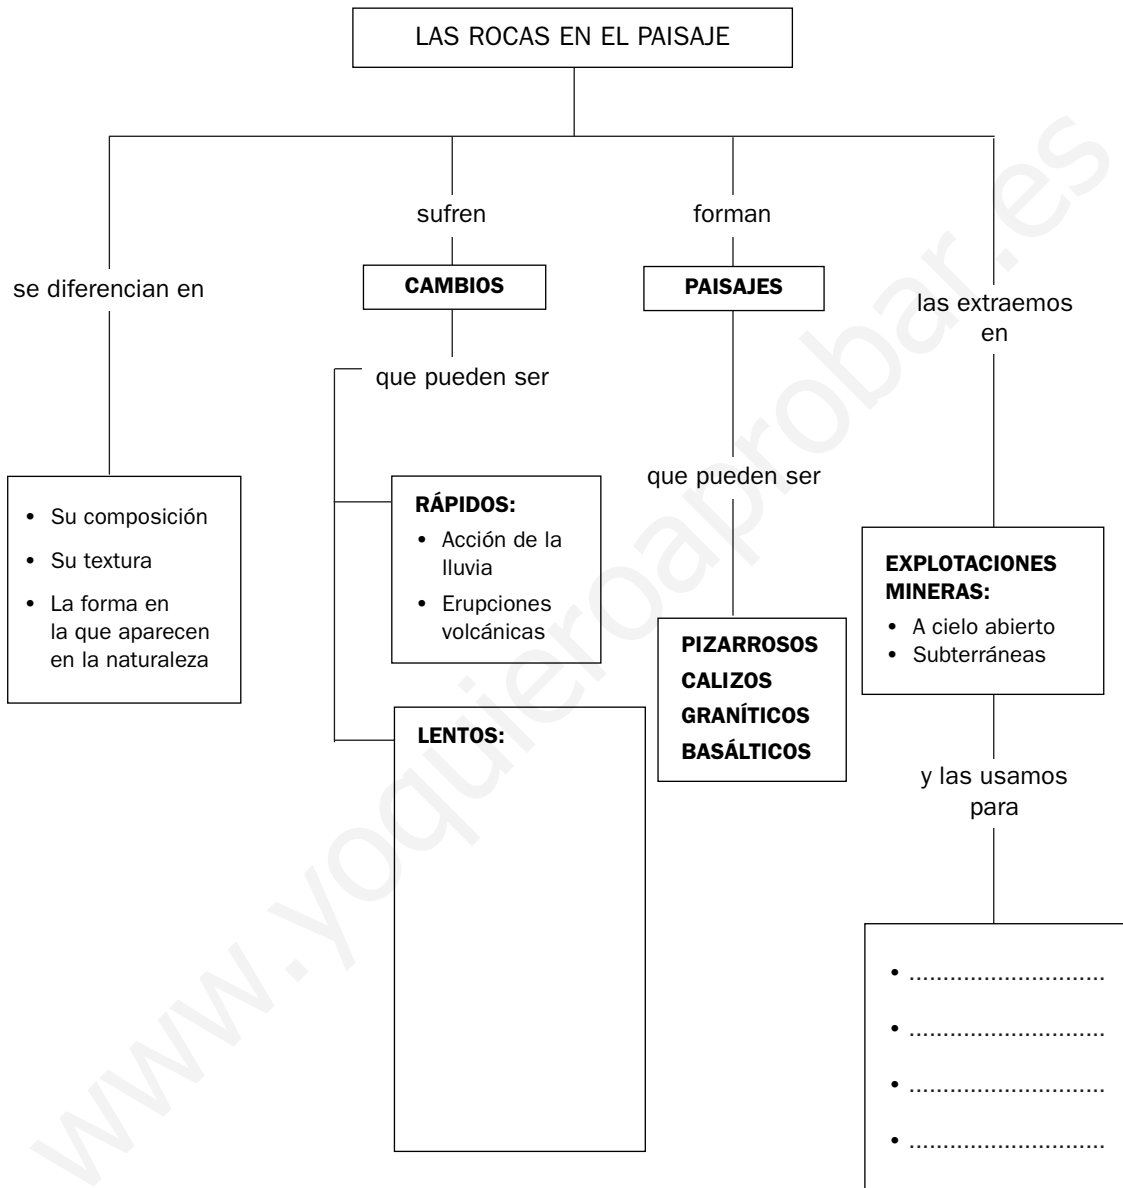 LAS ROCAS EN EL PAISAJE
se diferencian en
• Su composición
• Su textura
• La forma en
la que aparecen
en la naturaleza
sufren
CAMBIOS
que pueden ser
RÁPIDOS:
• Acción de la
lluvia
• Erupciones
volcánicas
LENTOS:
forman
PAISAJES
que pueden ser
PIZARROSOS
CALIZOS
GRANÍTICOS
BASÁLTICOS
las extraemos
en
EXPLOTACIONES
MINERAS:
• A cielo abierto
• Subterráneas
y las usamos
para
• .............................
• .............................
• .............................
• .............................
www.yoquieroaprobar.es